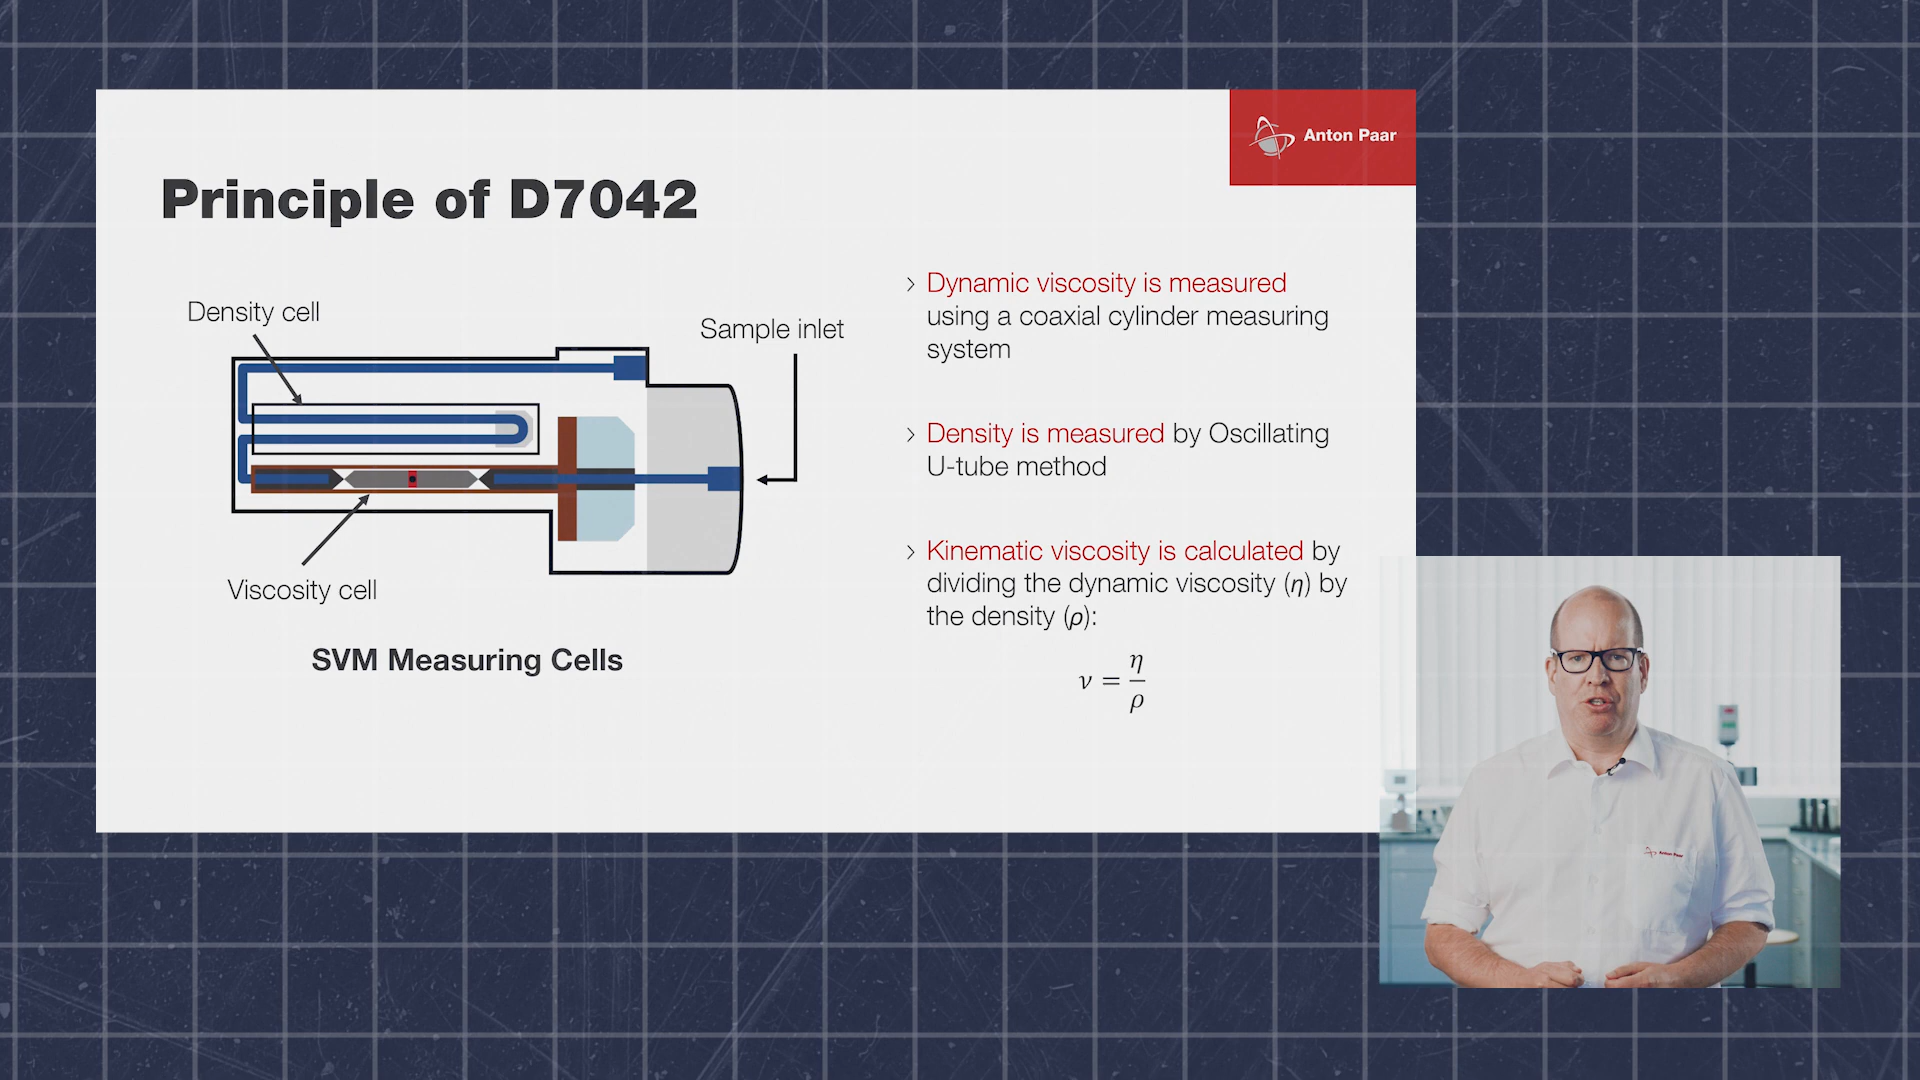 Anton Paar
Principle of D7042
Density cell
Sample inlet
Viscosity cell
SVM Measuring Cells
› Dynamic viscosity is measured
using a coaxial cylinder measuring
system
› Density is measured by Oscillating
U-tube method
› Kinematic viscosity is calculated by
dividing the dynamic viscosity (η) by
the density (ρ):
ν = η/ρ
Anton Paar